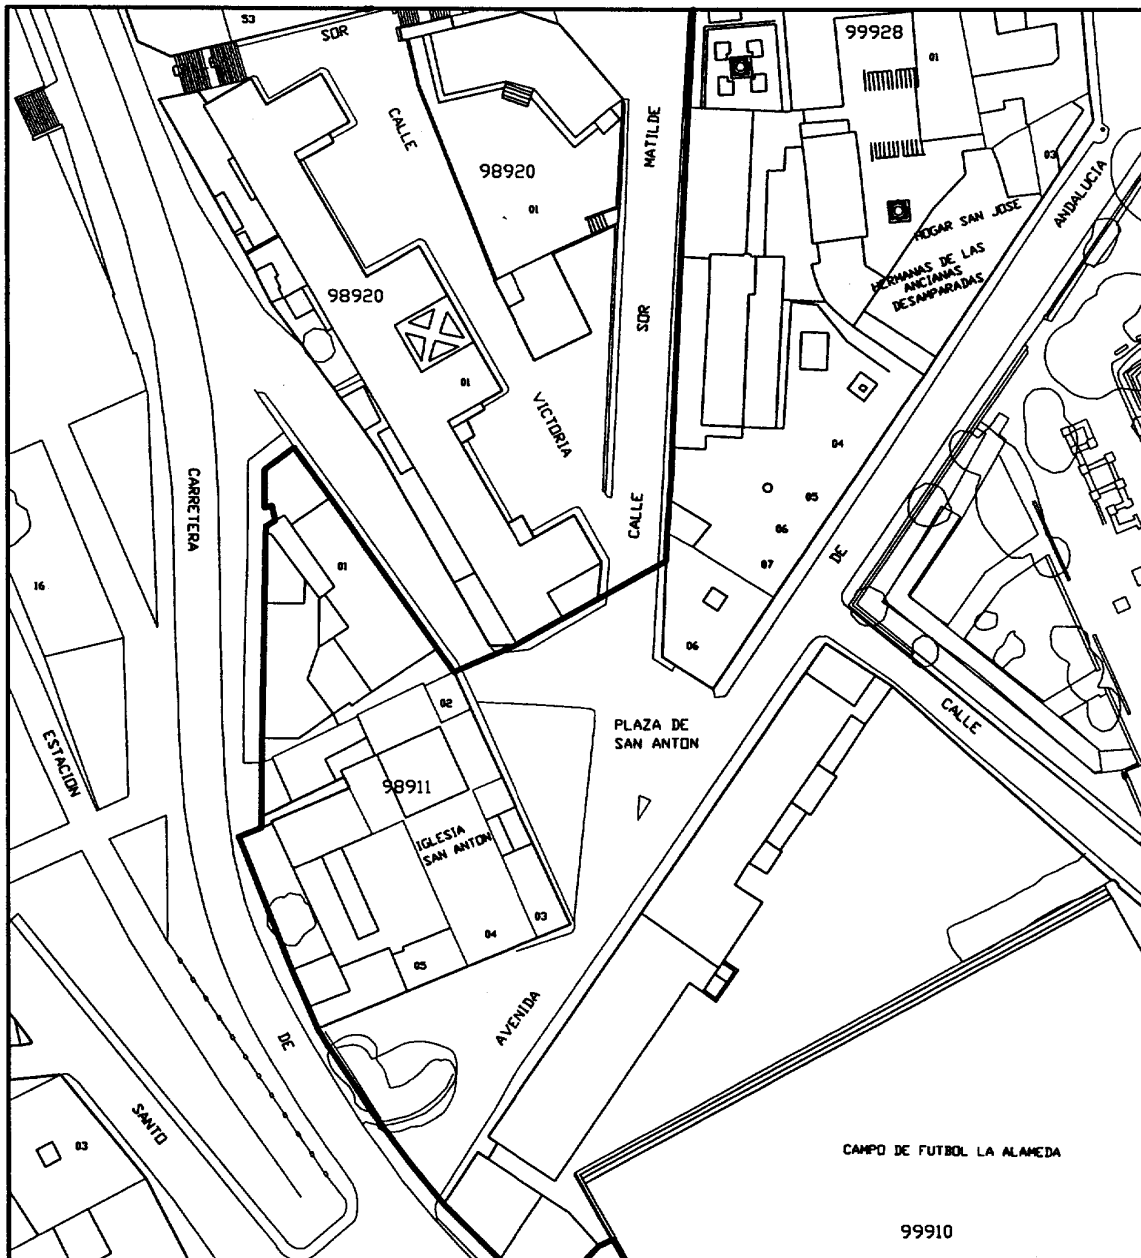 53
SOR
99928
01
CALLE
MATILDE
98920
01
03
ANDALUCIA
HOGAR SAN JOSE
HERMANAS DE LAS
ANCIANAS
DESAMPARADAS
98920
SOR
01
VICTORIA
04
CARRETERA
05
CALLE
06
DE
07
16
01
06
02
CALLE
PLAZA DE
SAN ANTON
ESTACION
98911
IGLESIA
SAN ANTON
03
04
05
AVENIDA
DE
SANTO
03
CAMPO DE FUTBOL LA ALAMEDA
99910